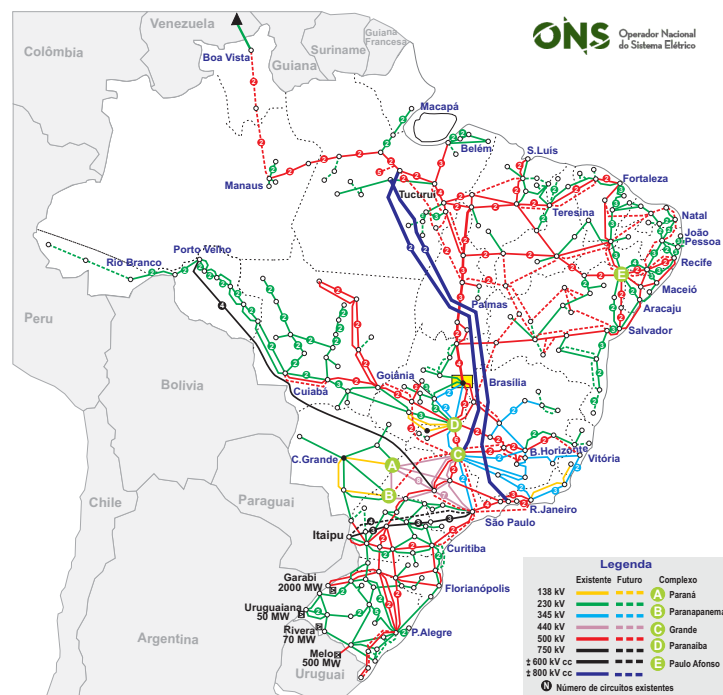 ONS
Operador Nacional
do Sistema Elétrico
Venezuela
Colômbia
Guiana
Suriname
Guiana
Francesa
Boa Vista
Macapá
Belém
S.Luis
Manaus
Tucurui
Fortaleza
Teresina
Natal
João
Pessoa
Recife
Maceió
Aracaju
Salvador
Porto Velho
Rio Branco
Peru
Palmas
Bolívia
Cuiabá
Goiânia
Brasília
B.Horizonte
Vitória
C.Grande
R.Janeiro
São Paulo
Paraguai
Chile
Itaipu
Curitiba
Garabi
2000 MW
Florianópolis
Uruguaiana
50 MW
Rivera
70 MW
P.Alegre
Melo
500 MW
Argentina
Uruguai
A
B
C
D
E
Legenda
Existente Futuro Complexo
138 kV A Paraná
230 kV
345 kV B Paranapanema
440 kV C Grande
500 kV
750 kV D Paranaiba
±600 kV cc
±800 kV cc E Paulo Afonso
N Número de circuitos existentes